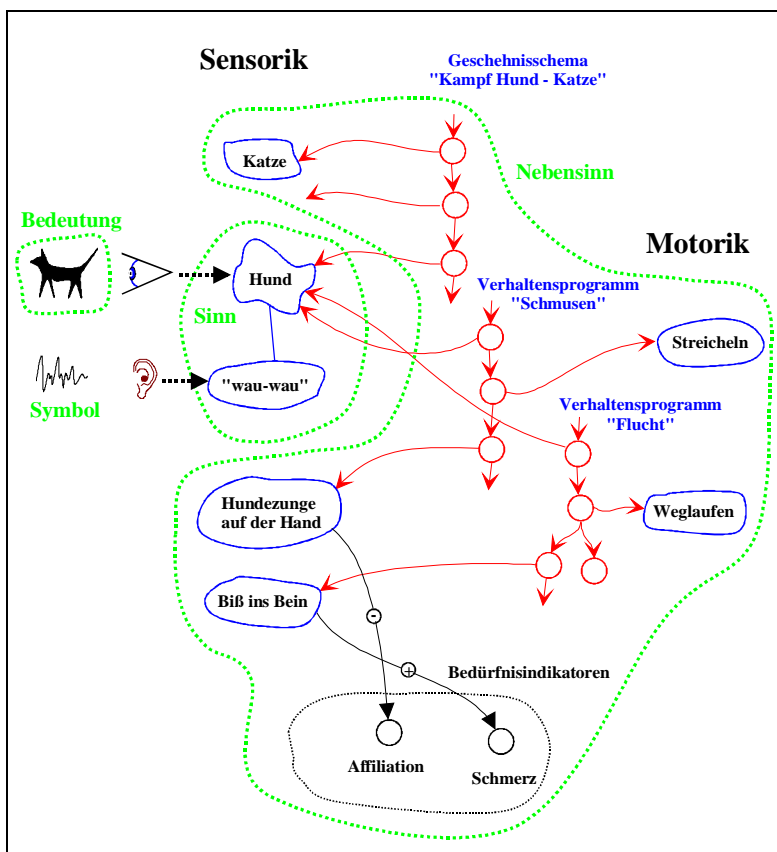 Sensorik
Geschehnisschema
"Kampf Hund - Katze"
Katze
Nebensinn
Bedeutung
Motorik
Hund
Verhaltensprogramm
"Schmusen"
Sinn
Streicheln
"wau-wau"
Symbol
Verhaltensprogramm
"Flucht"
Hundezunge
auf der Hand
Weglaufen
Biß ins Bein
-
+
Bedürfnisindikatoren
Affiliation
Schmerz